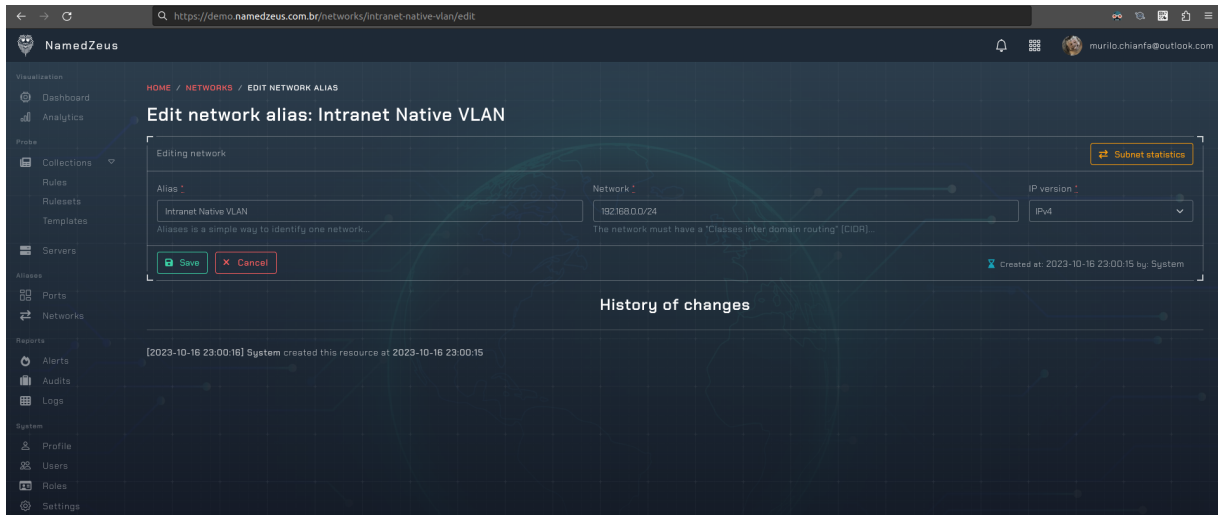 https://demo.namedzeus.com.br/networks/intranet-native-vlan/edit
NamedZeus
murilo.chianfa@outlook.com
Visualization
Dashboard
Analytics
Probe
Collections
Rules
Rulesets
Templates
Servers
Aliases
Ports
Networks
Reports
Alerts
Audits
Logs
System
Profile
Users
Roles
Settings
HOME / NETWORKS / EDIT NETWORK ALIAS
Edit network alias: Intranet Native VLAN
Editing network
Subnet statistics
Alias *
Network *
IP version *
Intranet Native VLAN
192.168.0.0/24
IPv4
Aliases is a simple way to identify one network...
The network must have a "Classes inter domain routing" [CIDR]...
Save
Cancel
Created at: 2023-10-16 23:00:15 by: System
History of changes
[2023-10-16 23:00:16] System created this resource at 2023-10-16 23:00:15